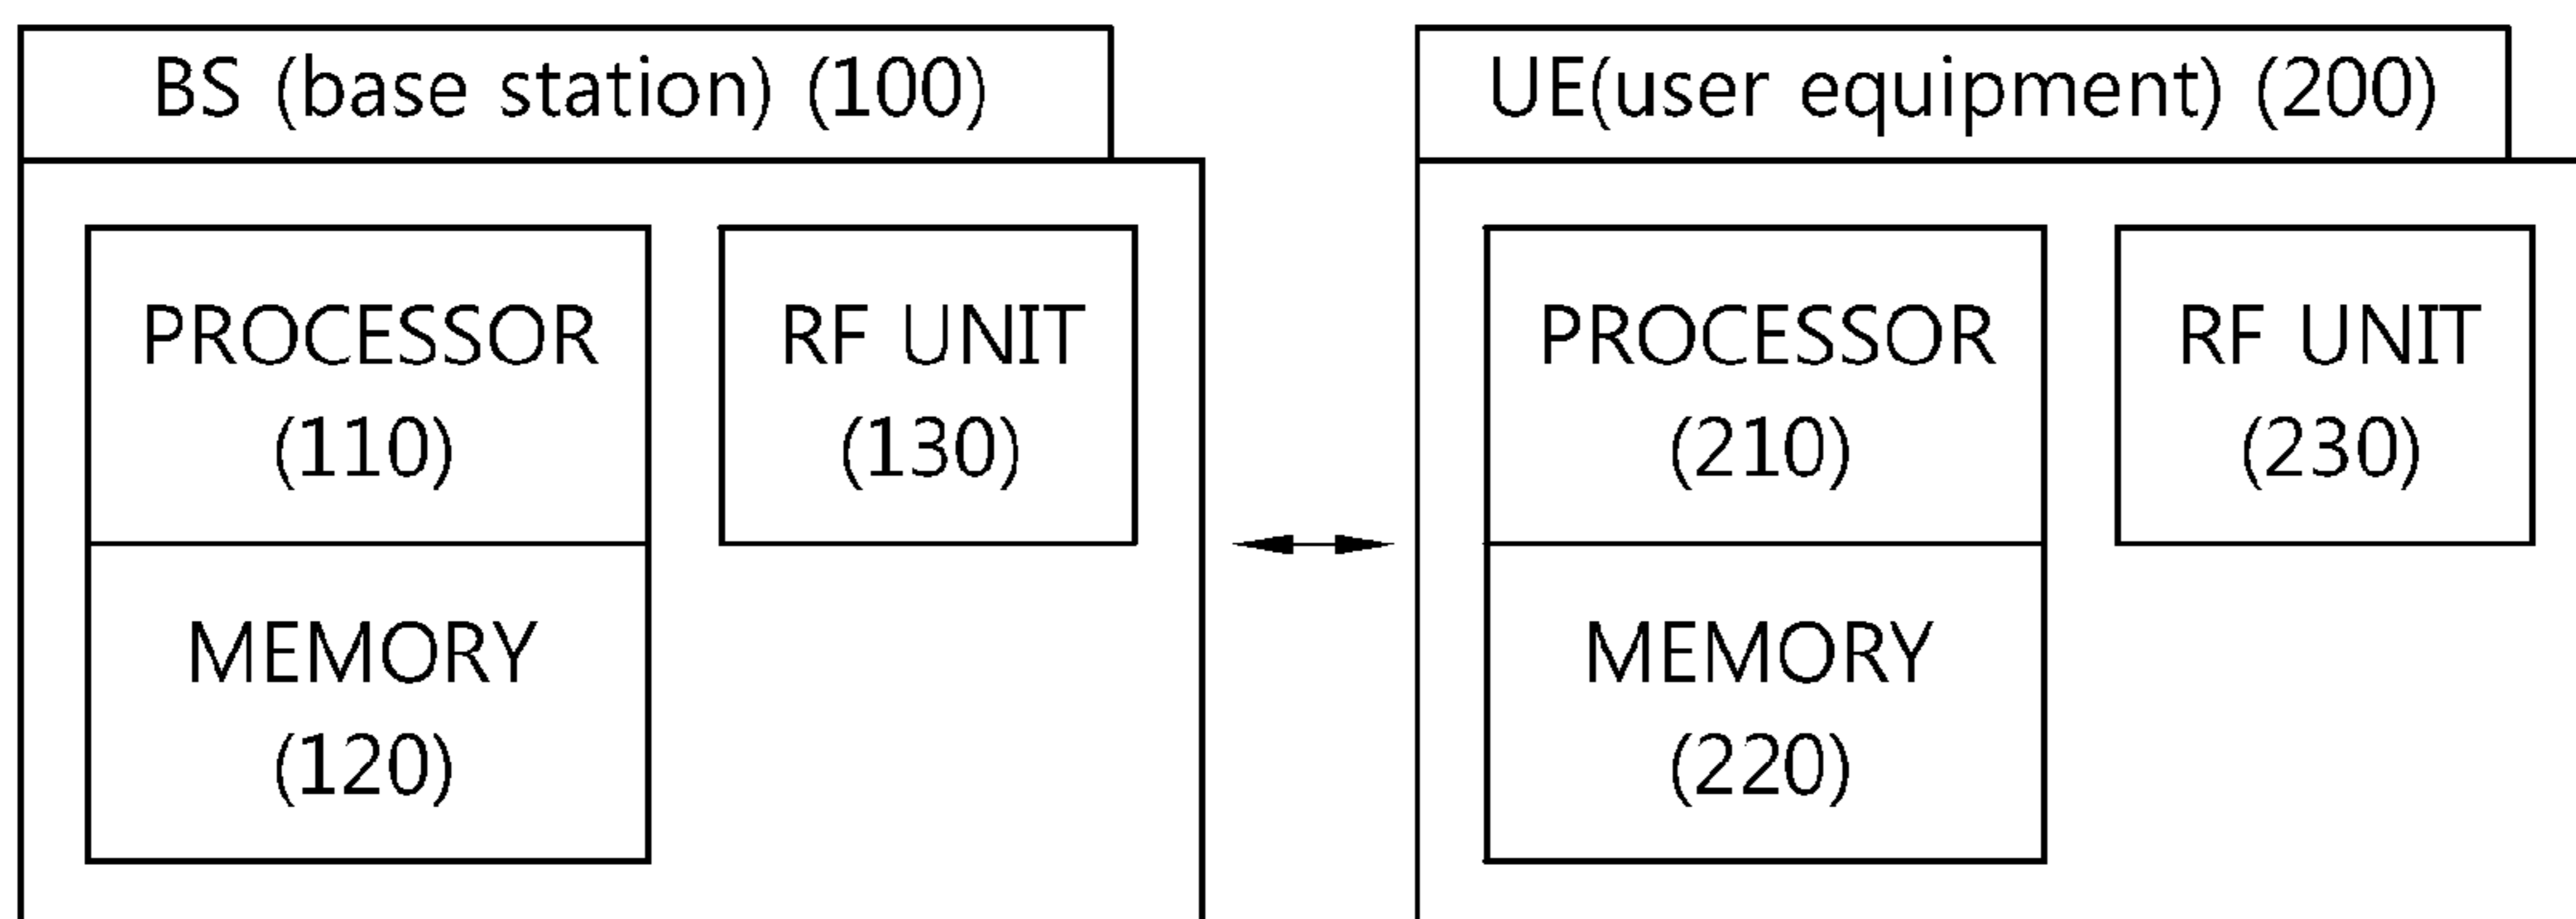 BS (base station) (100)
PROCESSOR
(110)
RF UNIT
(130)
MEMORY
(120)
UE(user equipment) (200)
PROCESSOR
(210)
RF UNIT
(230)
MEMORY
(220)